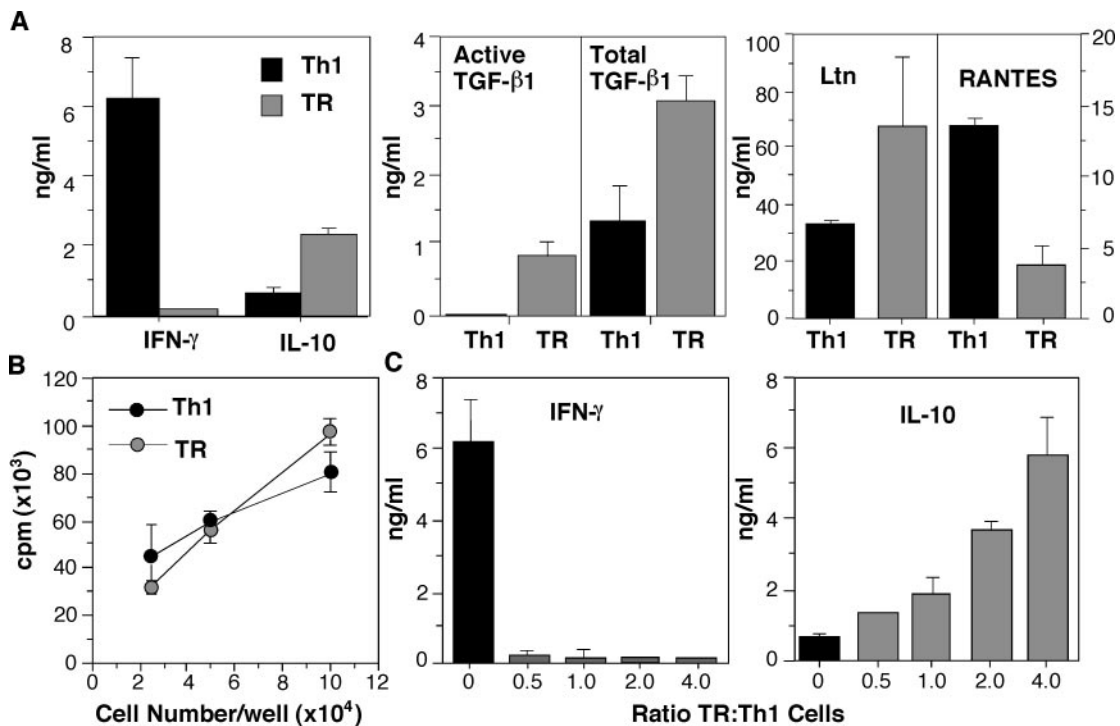 A
8
6
4
2
0
ng/ml
Th1
TR
IFN-γ
IL-10
4
3
2
1
0
ng/ml
Active
TGF-β1
Total
TGF-β1
Th1
TR
Th1
TR
100
80
60
40
20
0
ng/ml
Ltn
RANTES
20
15
10
5
0
Th1
TR
Th1
TR
B
120
100
80
60
40
20
0
cpm (x10³)
Th1
TR
0 2 4 6 8 10 12
Cell Number/well (x10⁴)
C
8
6
4
2
0
ng/ml
IFN-γ
0 0.5 1.0 2.0 4.0
8
6
4
2
0
ng/ml
IL-10
0 0.5 1.0 2.0 4.0
Ratio TR:Th1 Cells